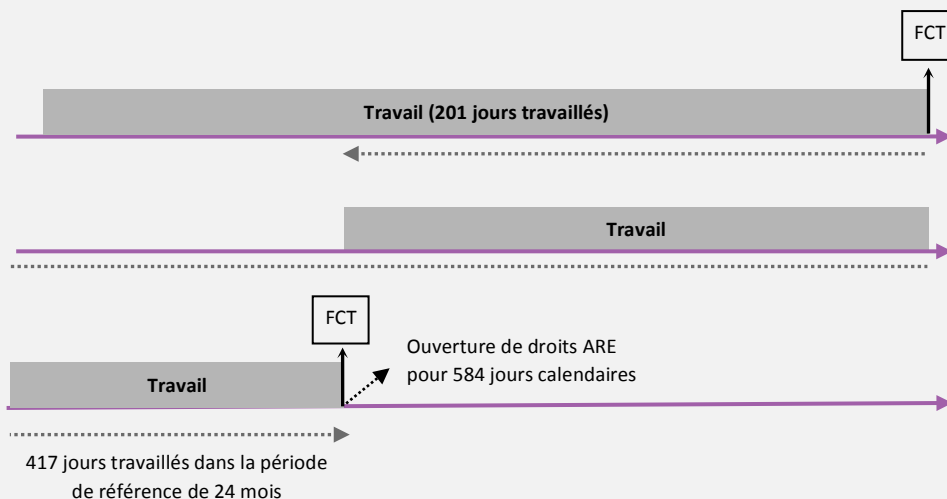 FCT
Travail (201 jours travaillés)
Travail
FCT
Ouverture de droits ARE
pour 584 jours calendaires
Travail
417 jours travaillés dans la période
de référence de 24 mois